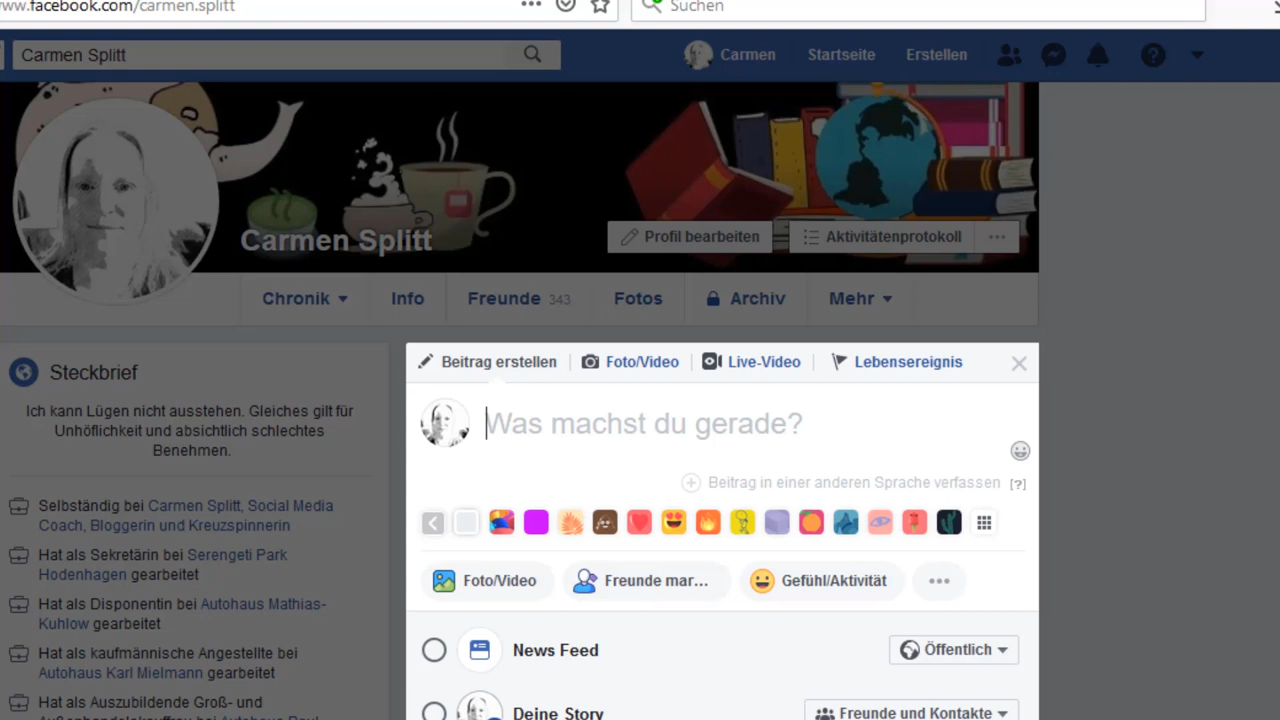 www.facebook.com/carmen.splitt
Suchen
Carmen Splitt
Carmen
Startseite
Erstellen
Carmen Splitt
Profil bearbeiten
Aktivitätenprotokoll
Chronik
Info
Freunde 343
Fotos
Archiv
Mehr
Steckbrief
Ich kann Lügen nicht ausstehen. Gleiches gilt für
Unhöflichkeit und absichtlich schlechtes
Benehmen.
Selbständig bei Carmen Splitt, Social Media
Coach, Bloggerin und Kreuzspinnerin
Hat als Sekretärin bei Serengeti Park
Hodenhagen gearbeitet
Hat als Disponentin bei Autohaus Mathias-
Kuhlow gearbeitet
Hat als kaufmännische Angestellte bei
Autohaus Karl Mielmann gearbeitet
Hat als Auszubildende Groß- und
Beitrag erstellen
Foto/Video
Live-Video
Lebensereignis
Was machst du gerade?
Beitrag in einer anderen Sprache verfassen [?]
Foto/Video
Freunde mar...
Gefühl/Aktivität
News Feed
Öffentlich
Deine Story
Freunde und Kontakte